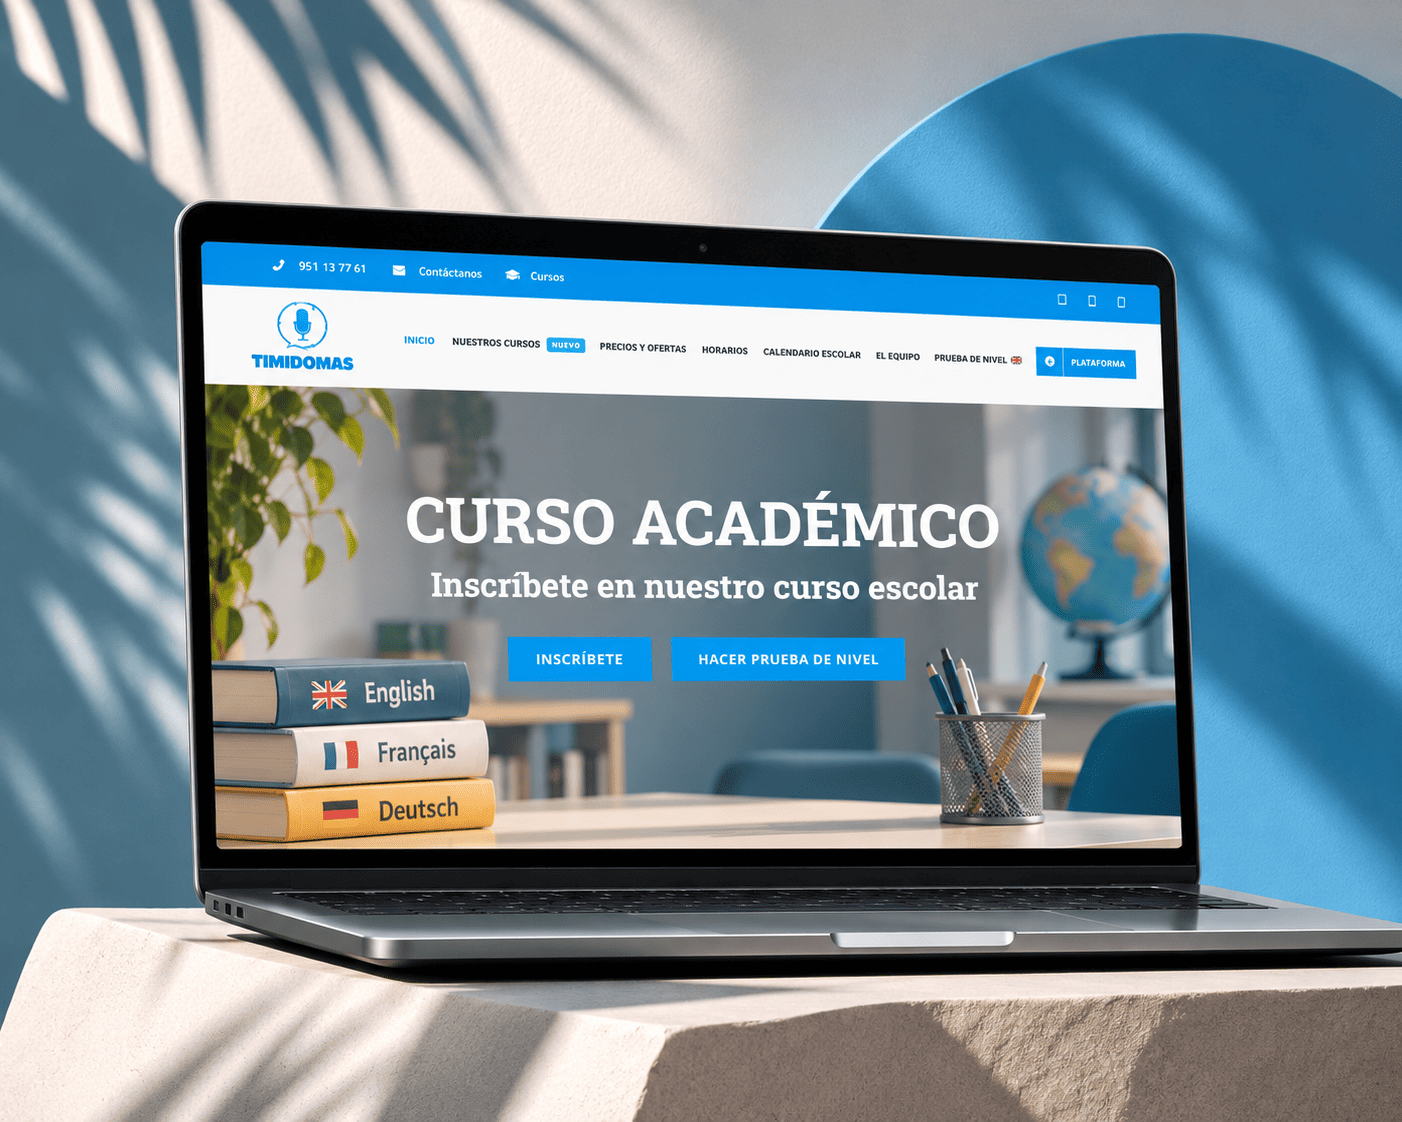 951 13 77 61 Contáctanos Cursos
TIMIDOMAS
INICIO NUESTROS CURSOS NUEVO PRECIOS Y OFERTAS HORARIOS CALENDARIO ESCOLAR EL EQUIPO PRUEBA DE NIVEL PLATAFORMA
CURSO ACADÉMICO
Inscríbete en nuestro curso escolar
INSCRÍBETE HACER PRUEBA DE NIVEL
English
Français
Deutsch